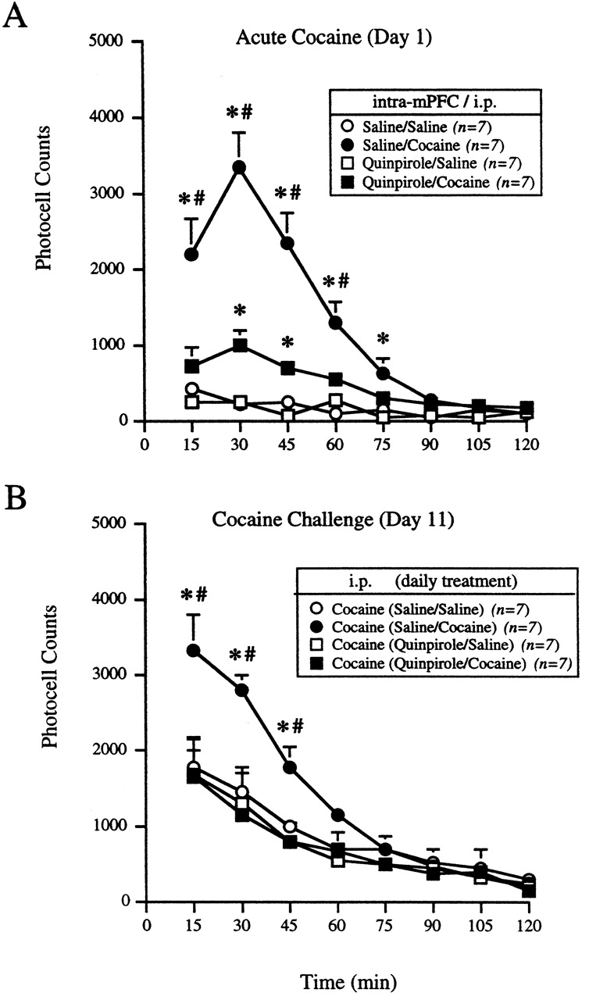 A
Acute Cocaine (Day 1)
5000
4000
3000
2000
1000
0
Photocell Counts
intra-mPFC / i.p.
Saline/Saline (n=7)
Saline/Cocaine (n=7)
Quinpirole/Saline (n=7)
Quinpirole/Cocaine (n=7)
*# *# *# *# *
* *
0 15 30 45 60 75 90 105 120
B
Cocaine Challenge (Day 11)
5000
4000
3000
2000
1000
0
Photocell Counts
i.p. (daily treatment)
Cocaine (Saline/Saline) (n=7)
Cocaine (Saline/Cocaine) (n=7)
Cocaine (Quinpirole/Saline) (n=7)
Cocaine (Quinpirole/Cocaine) (n=7)
*# *# *#
0 15 30 45 60 75 90 105 120
Time (min)